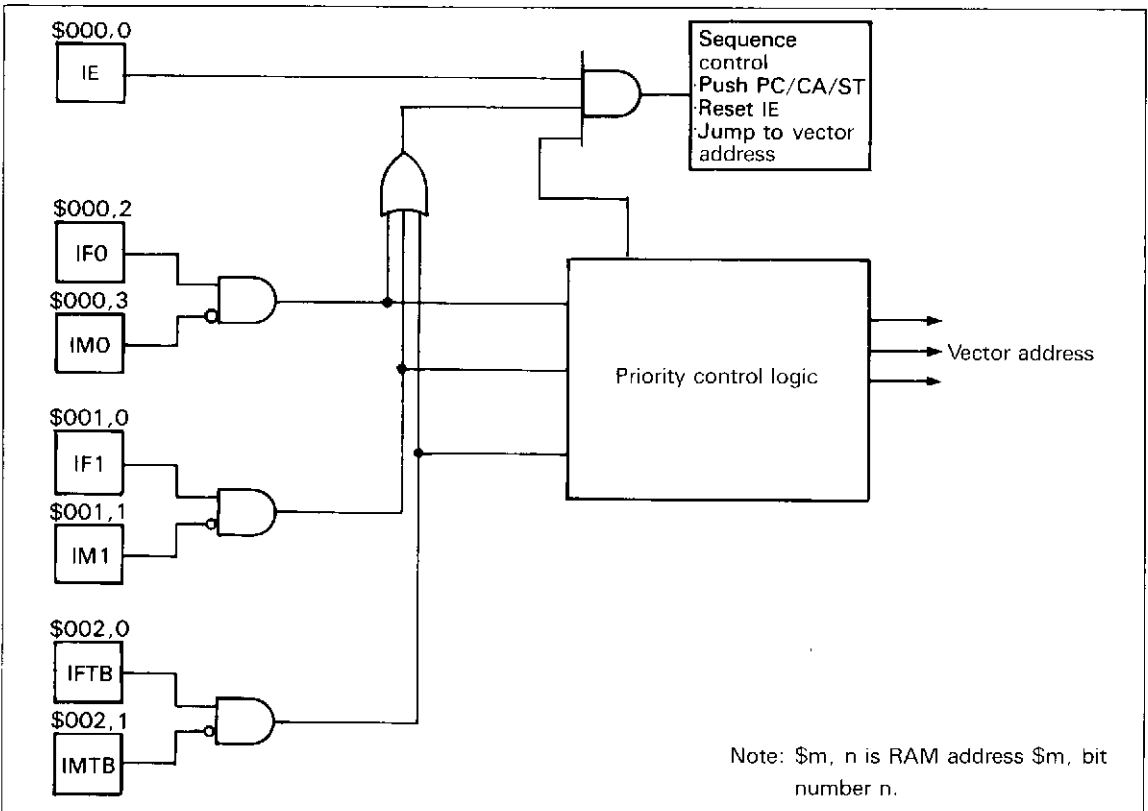 $000,0
IE
Sequence
control
Push PC/CA/ST
Reset IE
Jump to vector
address
$000,2
IF0
$000,3
IM0
Priority control logic
Vector address
$001,0
IF1
$001,1
IM1
$002,0
IFTB
$002,1
IMTB
Note: $m, n is RAM address $m, bit
number n.